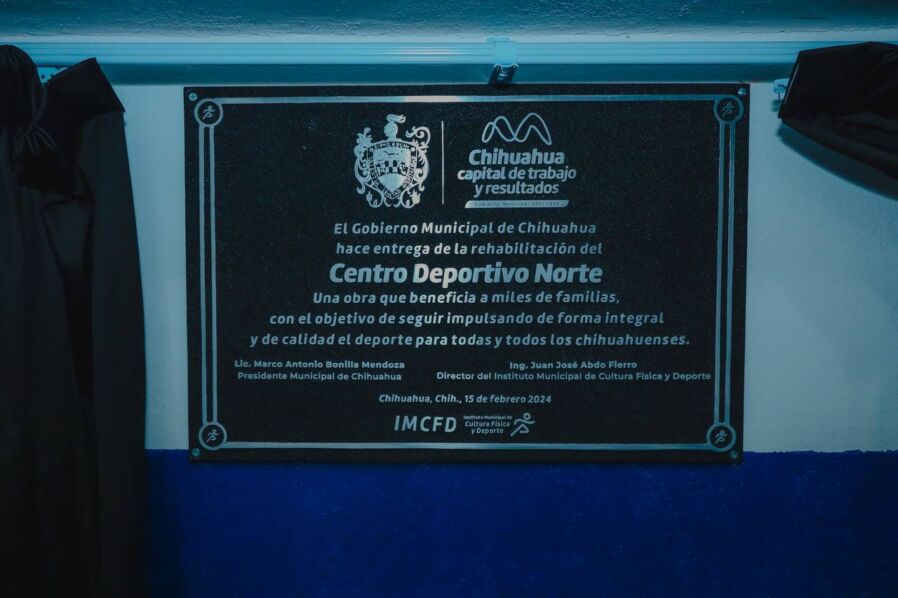 Chihuahua
capital de trabajo
y resultados
Gobierno Municipal 2021-2024
El Gobierno Municipal de Chihuahua
hace entrega de la rehabilitación del
Centro Deportivo Norte
Una obra que beneficia a miles de familias,
con el objetivo de seguir impulsando de forma integral
y de calidad el deporte para todas y todos los chihuahuenses.
Lic. Marco Antonio Bonilla Mendoza
Presidente Municipal de Chihuahua
Ing. Juan José Abdo Fierro
Director del Instituto Municipal de Cultura Física y Deporte
Chihuahua, Chih., 15 de febrero 2024
IMCFD
Instituto Municipal de
Cultura Física
y Deporte